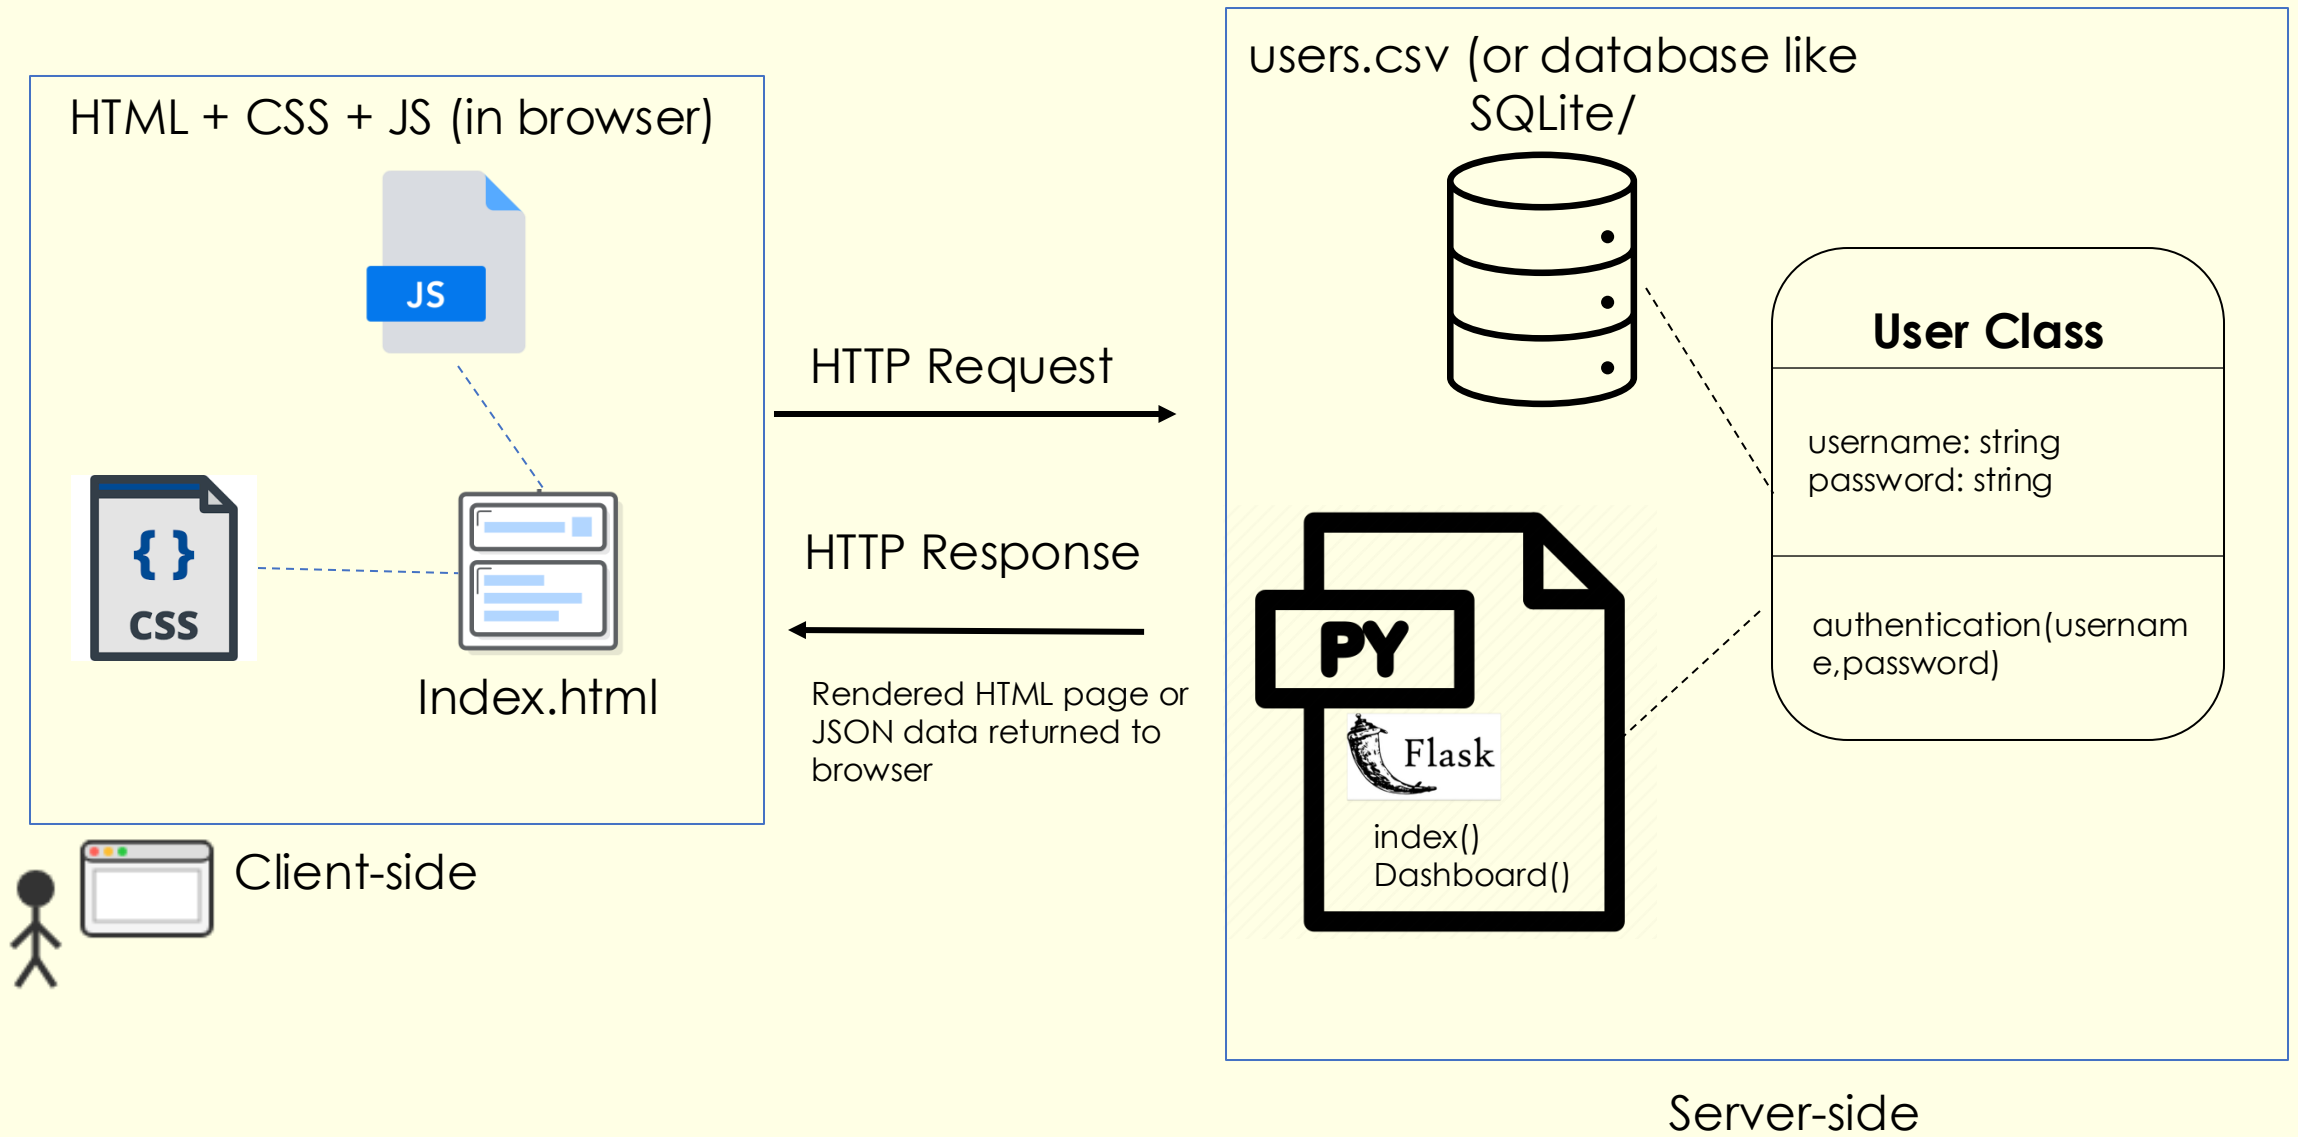 HTML + CSS + JS (in browser)
JS
{ }
CSS
Index.html
Client-side
HTTP Request
HTTP Response
Rendered HTML page or
JSON data returned to
browser
users.csv (or database like
SQLite/
User Class
username: string
password: string
authentication(usernam
e,password)
PY
Flask
index()
Dashboard()
Server-side